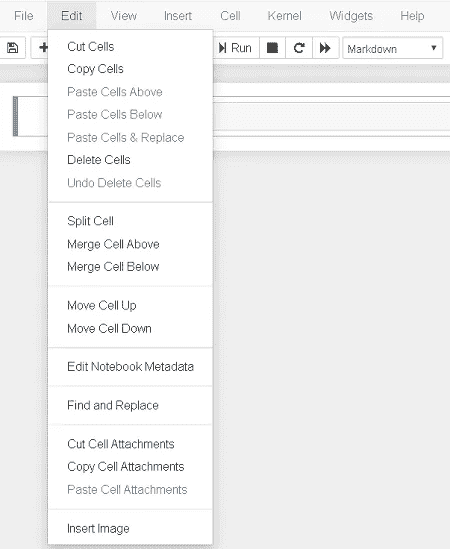 File Edit View Insert Cell Kernel Widgets Help
Run Markdown
Cut Cells
Copy Cells
Paste Cells Above
Paste Cells Below
Paste Cells & Replace
Delete Cells
Undo Delete Cells
Split Cell
Merge Cell Above
Merge Cell Below
Move Cell Up
Move Cell Down
Edit Notebook Metadata
Find and Replace
Cut Cell Attachments
Copy Cell Attachments
Paste Cell Attachments
Insert Image